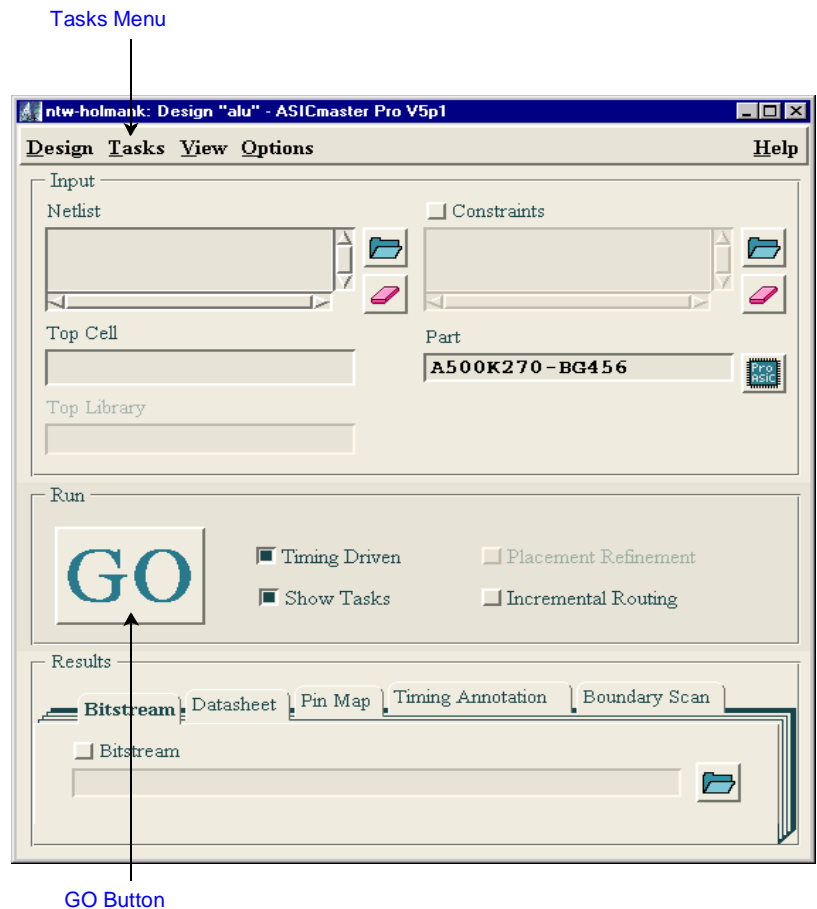 Tasks Menu
ntw-holmank: Design "alu" - ASICmaster Pro V5p1
Design Tasks View Options Help
Input
Netlist Constraints
Top Cell Part
A500K270-BG456
Pro
ASIC
Top Library
Run
GO
Timing Driven Placement Refinement
Show Tasks Incremental Routing
Results
Bitstream Datasheet Pin Map Timing Annotation Boundary Scan
Bitstream
GO Button